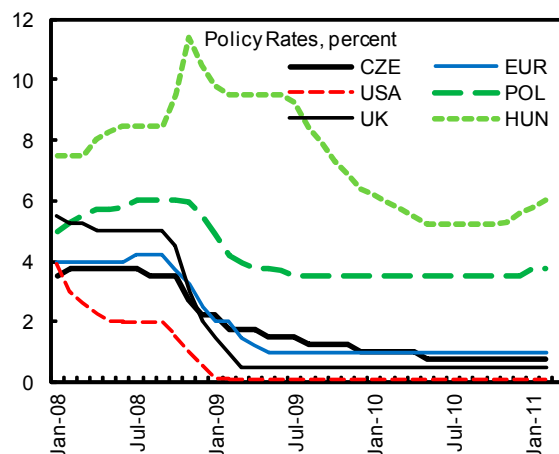 Policy Rates, percent
CZE EUR
USA POL
UK HUN
12
10
8
6
4
2
0
Jan-08 Jul-08 Jan-09 Jul-09 Jan-10 Jul-10 Jan-11